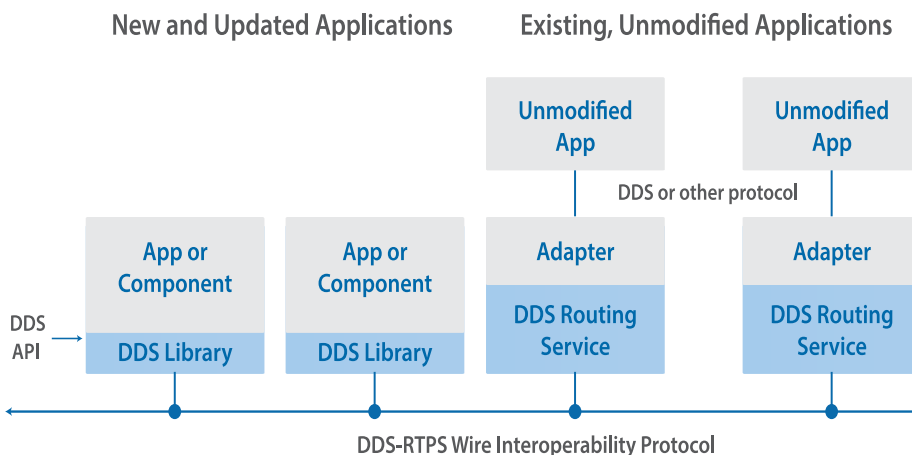 New and Updated Applications
Existing, Unmodified Applications
Unmodified
App
Unmodified
App
DDS or other protocol
App or
Component
App or
Component
Adapter
Adapter
DDS
API
DDS Library
DDS Library
DDS Routing
Service
DDS Routing
Service
DDS-RTPS Wire Interoperability Protocol